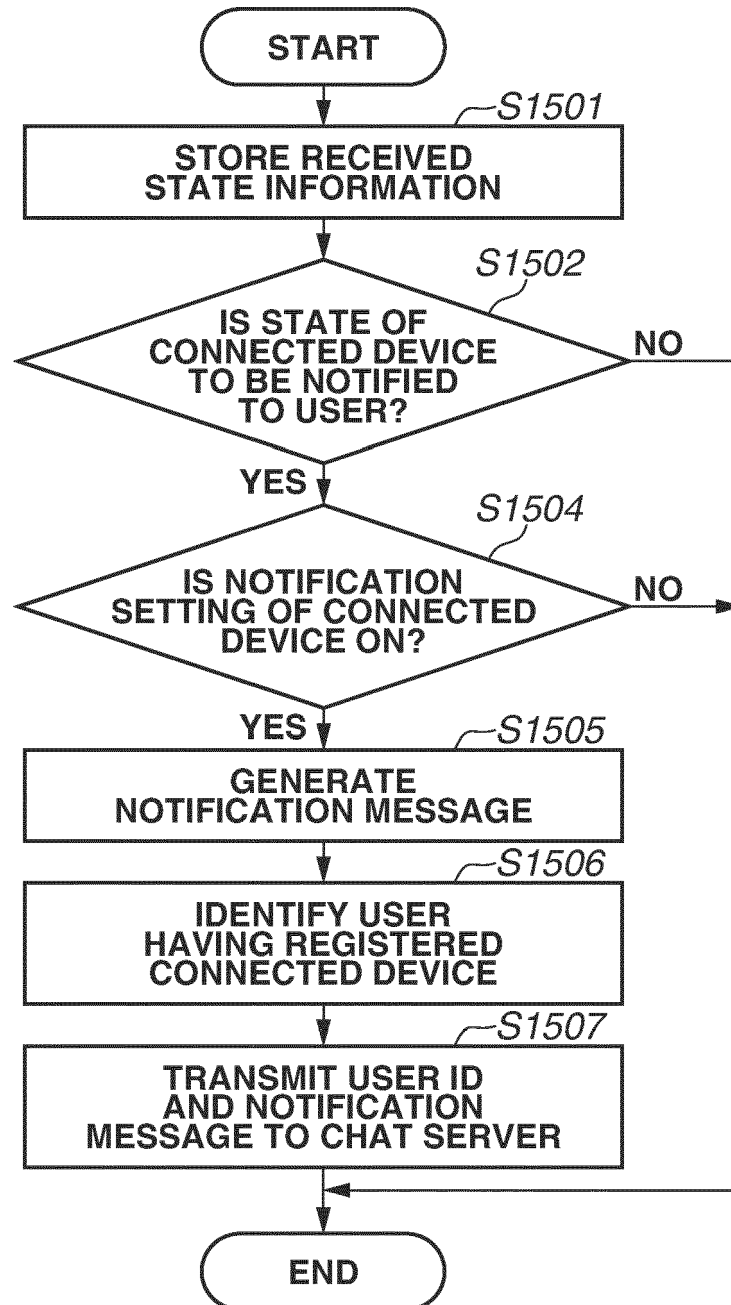 START
S1501
STORE RECEIVED
STATE INFORMATION
S1502
IS STATE OF
CONNECTED DEVICE
TO BE NOTIFIED
TO USER?
NO
YES
S1504
IS NOTIFICATION
SETTING OF CONNECTED
DEVICE ON?
NO
YES
S1505
GENERATE
NOTIFICATION MESSAGE
S1506
IDENTIFY USER
HAVING REGISTERED
CONNECTED DEVICE
S1507
TRANSMIT USER ID
AND NOTIFICATION
MESSAGE TO CHAT SERVER
END